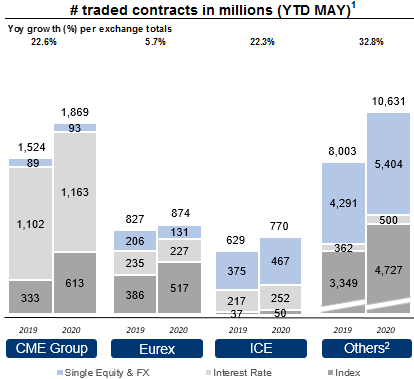 # traded contracts in millions (YTD MAY)1
Yoy growth (%) per exchange totals
22.6% 5.7% 22.3% 32.8%
1,524 1,869 827 874 629 770 8,003 10,631
89 93 206 131 375 467 4,291 5,404
1,102 1,163 235 227 217 252 362 500
333 613 386 517 37 50 3,349 4,727
2019 2020 2019 2020 2019 2020 2019 2020
CME Group Eurex ICE Others2
Single Equity & FX Interest Rate Index